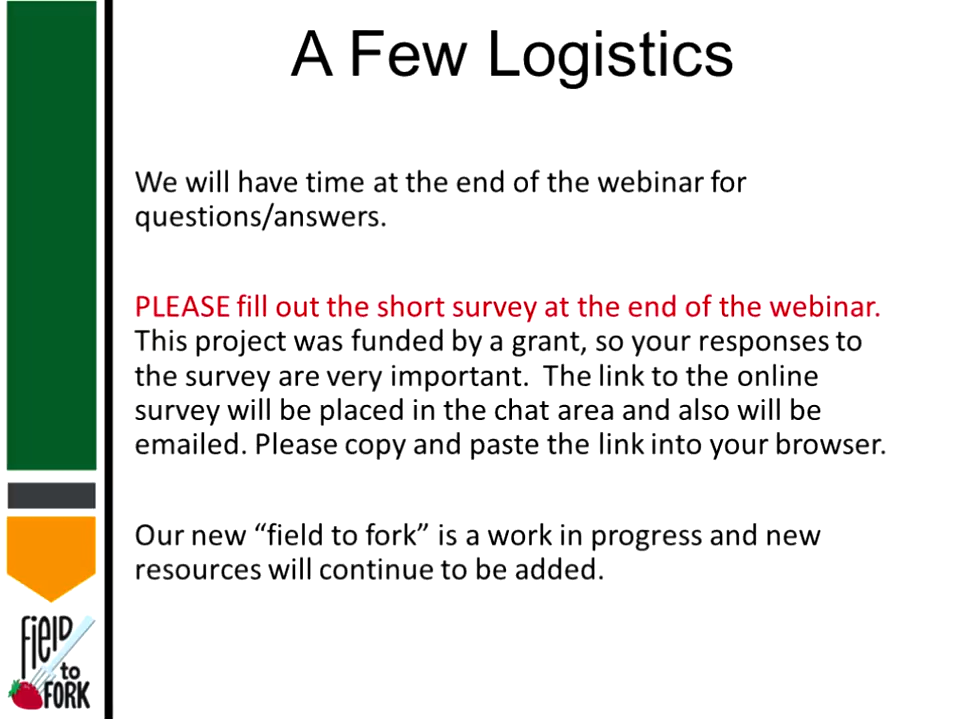 A Few Logistics
We will have time at the end of the webinar for
questions/answers.
PLEASE fill out the short survey at the end of the webinar.
This project was funded by a grant, so your responses to
the survey are very important.  The link to the online
survey will be placed in the chat area and also will be
emailed. Please copy and paste the link into your browser.
Our new “field to fork” is a work in progress and new
resources will continue to be added.
FiElD
to
FORK